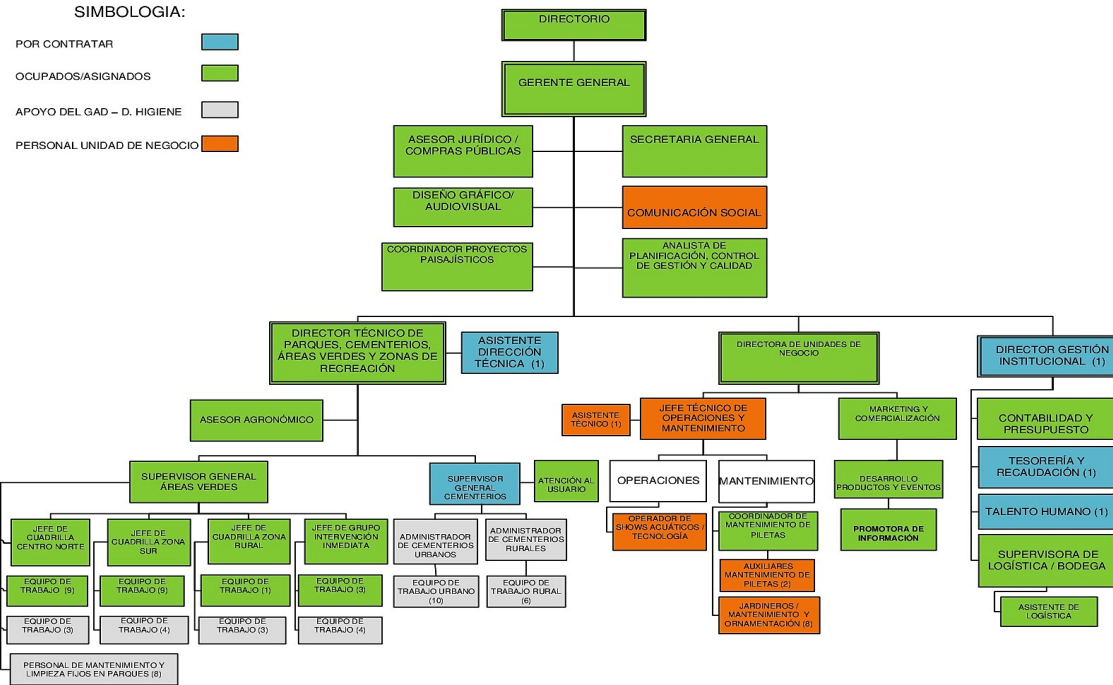 SIMBOLOGIA:
POR CONTRATAR
OCUPADOS/ASIGNADOS
APOYO DEL GAD – D. HIGIENE
PERSONAL UNIDAD DE NEGOCIO
DIRECTORIO
GERENTE GENERAL
ASESOR JURÍDICO /
COMPRAS PÚBLICAS
SECRETARIA GENERAL
DISEÑO GRÁFICO/
AUDIOVISUAL
COMUNICACIÓN SOCIAL
COORDINADOR PROYECTOS
PAISAJÍSTICOS
ANALISTA DE
PLANIFICACIÓN, CONTROL
DE GESTIÓN Y CALIDAD
DIRECTOR TÉCNICO DE
PARQUES, CEMENTERIOS,
ÁREAS VERDES Y ZONAS DE
RECREACIÓN
ASISTENTE
DIRECCIÓN
TÉCNICA (1)
DIRECTORA DE UNIDADES DE
NEGOCIO
DIRECTOR GESTIÓN
INSTITUCIONAL (1)
ASESOR AGRONÓMICO
ASISTENTE
TÉCNICO (1)
JEFE TÉCNICO DE
OPERACIONES Y
MANTENIMIENTO
MARKETING Y
COMERCIALIZACIÓN
CONTABILIDAD Y
PRESUPUESTO
SUPERVISOR GENERAL
ÁREAS VERDES
SUPERVISOR
GENERAL
CEMENTERIOS
ATENCIÓN AL
USUARIO
OPERACIONES
MANTENIMIENTO
DESARROLLO
PRODUCTOS Y EVENTOS
TESORERÍA Y
RECAUDACIÓN (1)
JEFE DE
CUADRILLA
CENTRO NORTE
JEFE DE
CUADRILLA ZONA
SUR
JEFE DE
CUADRILLA ZONA
RURAL
JEFE DE GRUPO
INTERVENCIÓN
INMEDIATA
ADMINISTRADOR
DE CEMENTERIOS
URBANOS
ADMINISTRADOR
DE CEMENTERIOS
RURALES
OPERADOR DE
SHOWS ACUÁTICOS /
TECNOLOGÍA
COORDINADOR DE
MANTENIMIENTO DE
PILETAS
PROMOTORA DE
INFORMACIÓN
TALENTO HUMANO (1)
EQUIPO DE
TRABAJO (9)
EQUIPO DE
TRABAJO (9)
EQUIPO DE
TRABAJO (1)
EQUIPO DE
TRABAJO (3)
EQUIPO DE
TRABAJO URBANO
(10)
EQUIPO DE
TRABAJO RURAL
(6)
AUXILIARES
MANTENIMIENTO DE
PILETAS (2)
SUPERVISORA DE
LOGÍSTICA / BODEGA
EQUIPO DE
TRABAJO (3)
EQUIPO DE
TRABAJO (4)
EQUIPO DE
TRABAJO (3)
EQUIPO DE
TRABAJO (4)
JARDINEROS /
MANTENIMIENTO Y
ORNAMENTACIÓN (8)
ASISTENTE DE
LOGÍSTICA
PERSONAL DE MANTENIMIENTO Y
LIMPIEZA FIJOS EN PARQUES (8)